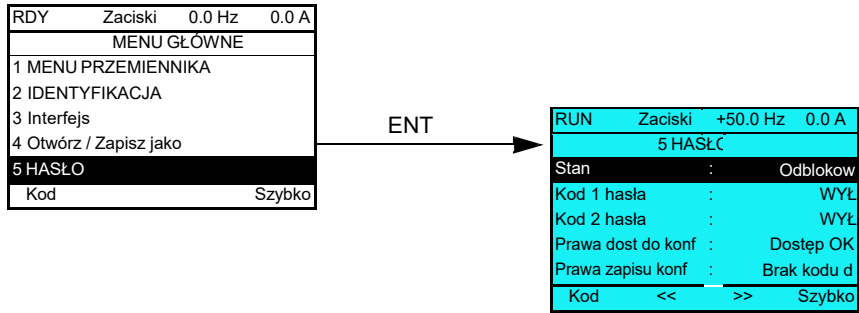 RDY Zaciski 0.0 Hz 0.0 A
MENU GŁÓWNE
1 MENU PRZEMIENNIKA
2 IDENTYFIKACJA
3 Interfejs
4 Otwórz / Zapisz jako
5 HASŁO
Kod Szybko
ENT
RUN Zaciski +50.0 Hz 0.0 A
5 HASŁO
Stan : Odblokow
Kod 1 hasła : WYŁ
Kod 2 hasła : WYŁ
Prawa dost do konf : Dostęp OK
Prawa zapisu konf : Brak kodu d
Kod << >> Szybko